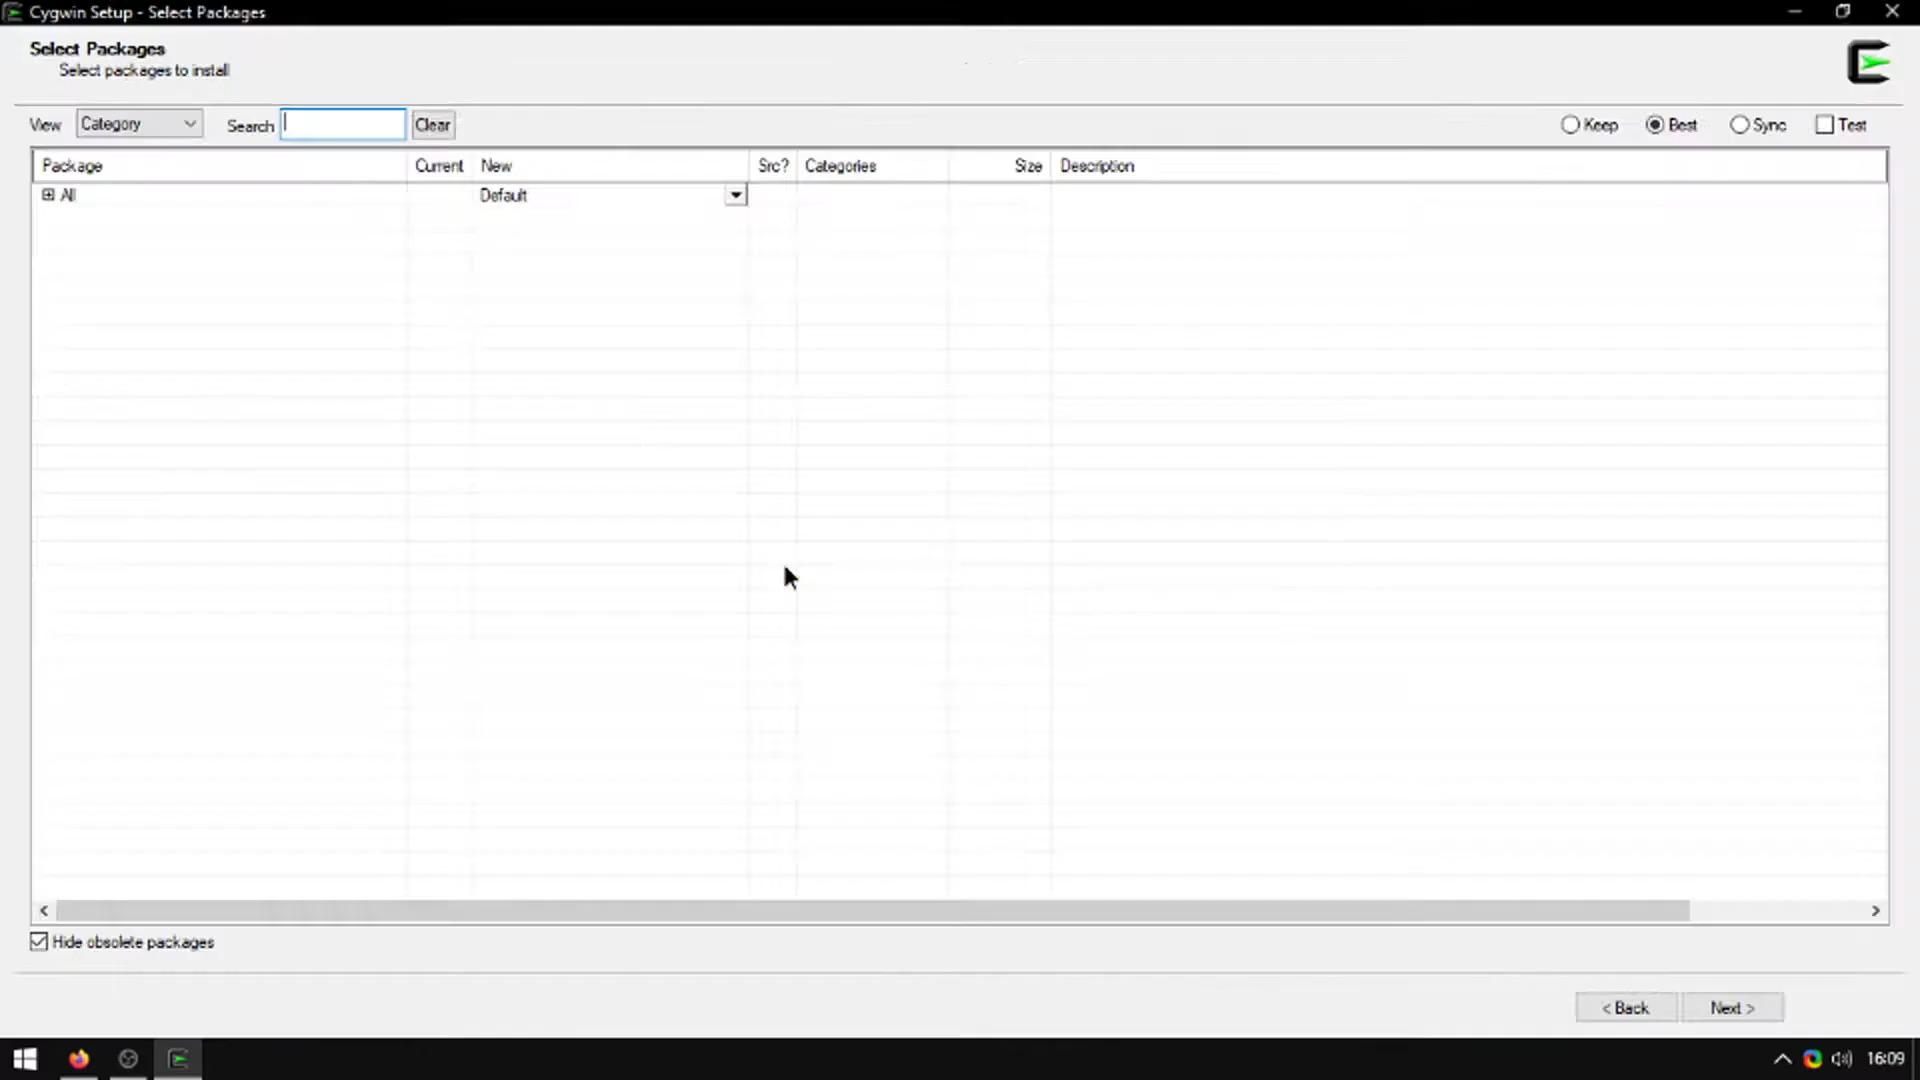 Cygwin Setup - Select Packages
Select Packages
Select packages to install
View Category Search Clear Keep Best Sync Test
Package Current New Src? Categories Size Description
All Default
Hide obsolete packages
< Back Next >
16:09